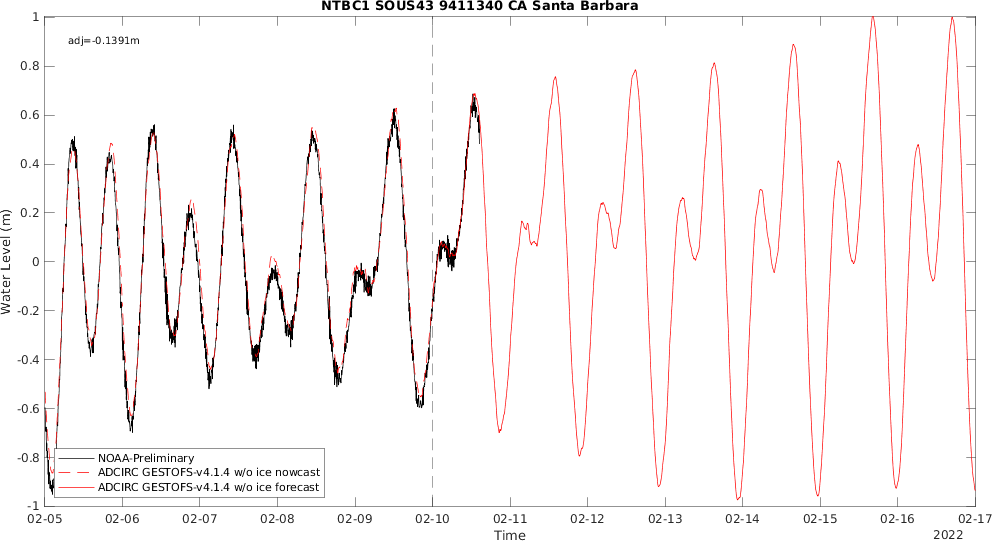 NTBC1 SOUS43 9411340 CA Santa Barbara
adj=-0.1391m
1
0.8
0.6
0.4
0.2
0
-0.2
-0.4
-0.6
-0.8
-1
Water Level (m)
NOAA-Preliminary
ADCIRC GESTOFS-v4.1.4 w/o ice nowcast
ADCIRC GESTOFS-v4.1.4 w/o ice forecast
02-05 02-06 02-07 02-08 02-09 02-10 02-11 02-12 02-13 02-14 02-15 02-16 02-17
Time
2022